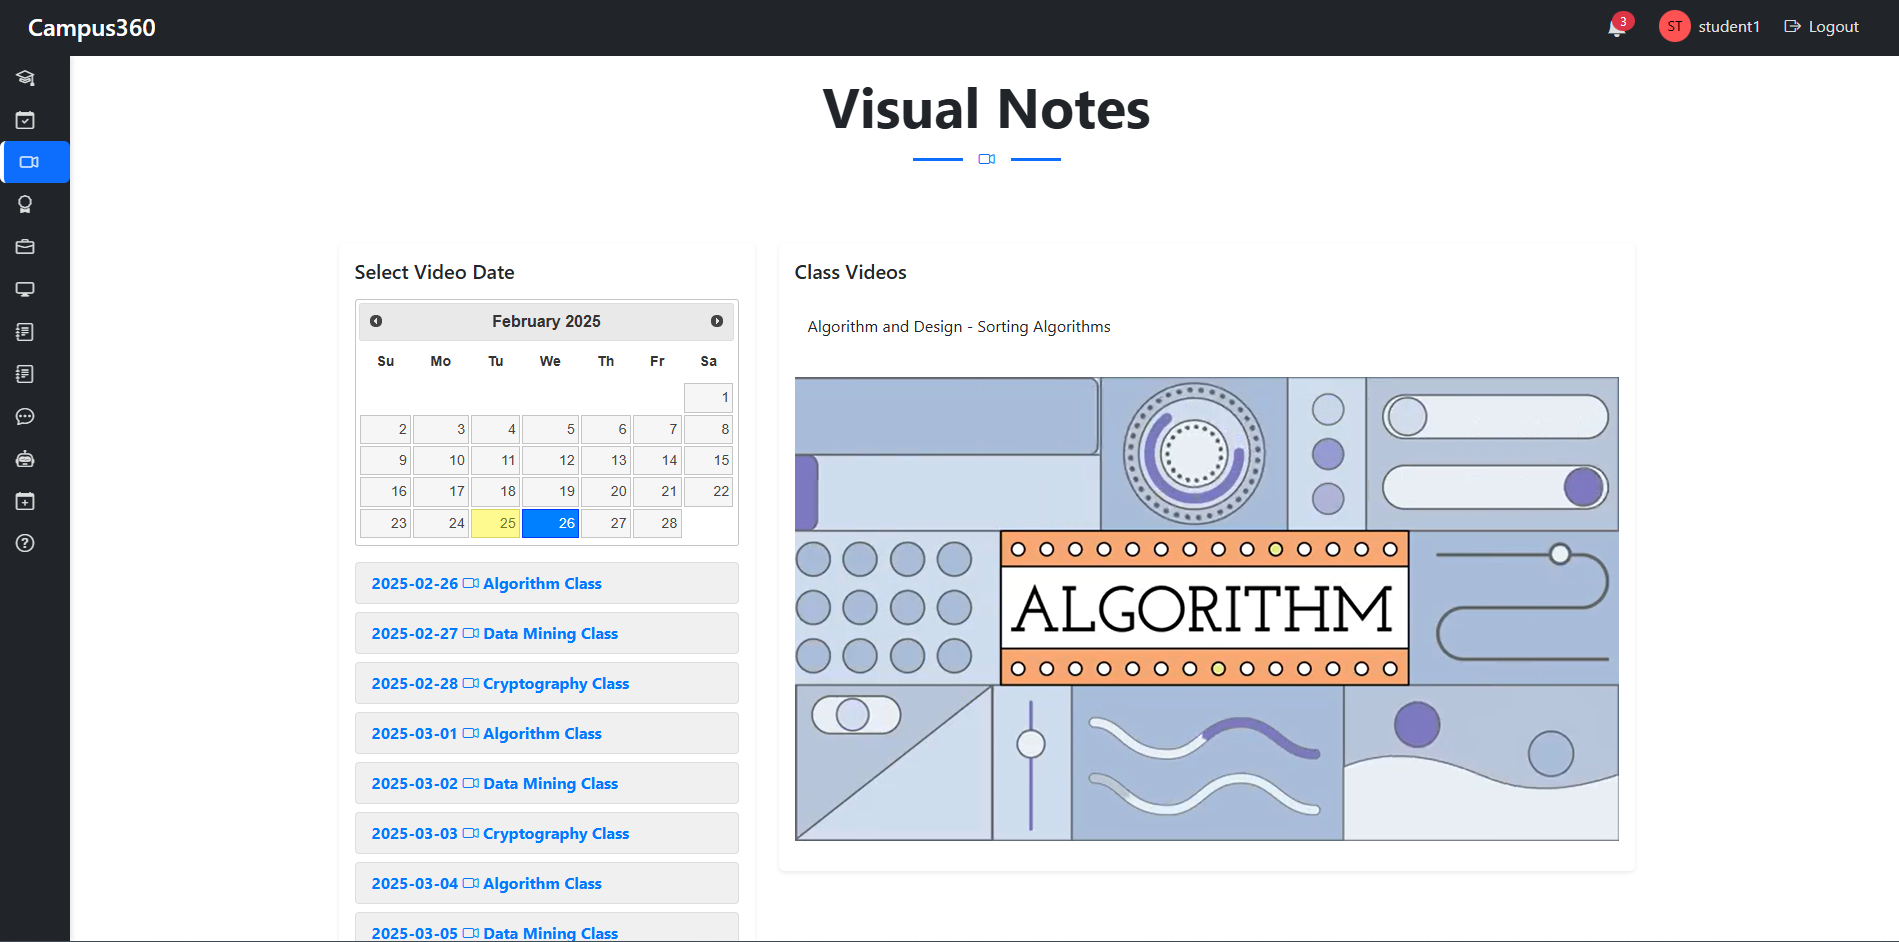 Campus360
3
ST student1
Logout
Visual Notes
Select Video Date
February 2025
Su Mo Tu We Th Fr Sa
1
2 3 4 5 6 7 8
9 10 11 12 13 14 15
16 17 18 19 20 21 22
23 24 25 26 27 28
2025-02-26 Algorithm Class
2025-02-27 Data Mining Class
2025-02-28 Cryptography Class
2025-03-01 Algorithm Class
2025-03-02 Data Mining Class
2025-03-03 Cryptography Class
2025-03-04 Algorithm Class
2025-03-05 Data Mining Class
Class Videos
Algorithm and Design - Sorting Algorithms
ALGORITHM